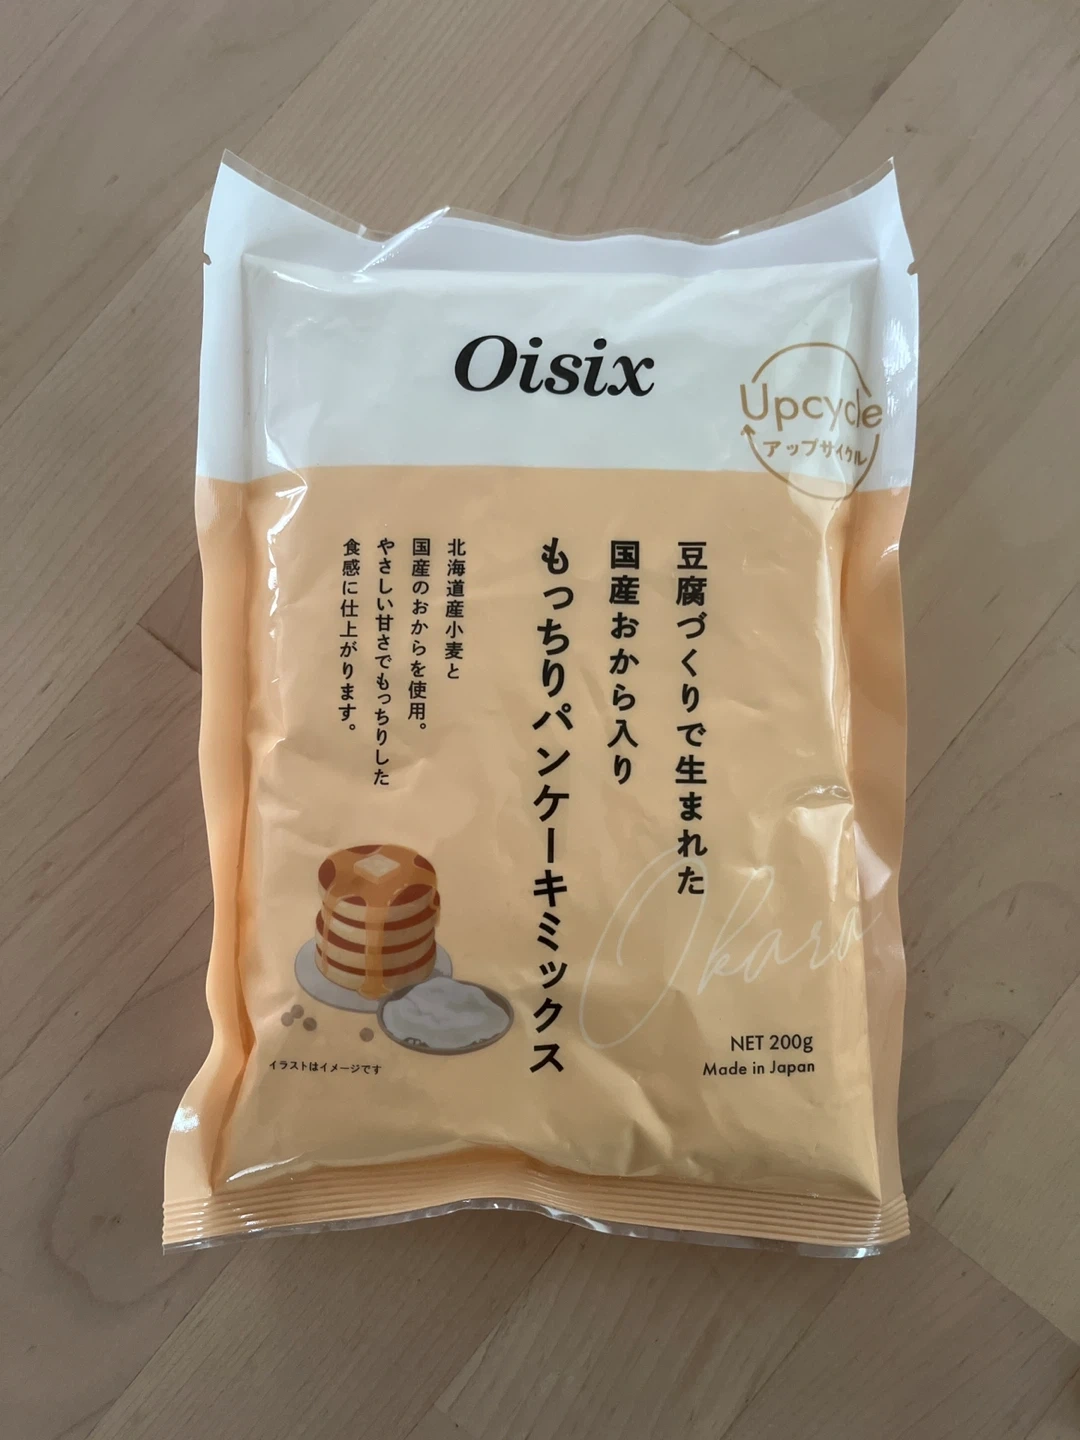 Oisix
Upcycle
アップサイクル
豆腐づくりで生まれた
国産おから入り
もっちりパンケーキミックス
北海道産小麦と
国産のおからを使用。
やさしい甘さでもっちりした
食感に仕上がります。
Okara
NET 200g
Made in Japan
イラストはイメージです